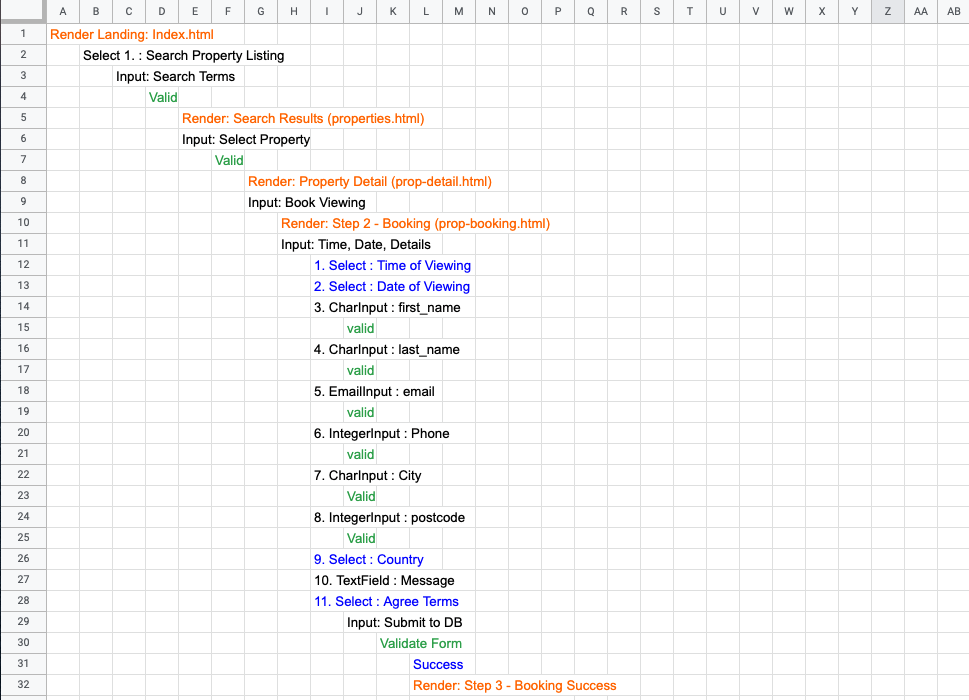 A B C D E F G H I J K L M N O P Q R S T U V W X Y Z AA AB
1 Render Landing: Index.html
2 Select 1. : Search Property Listing
3 Input: Search Terms
4 Valid
5 Render: Search Results (properties.html)
6 Input: Select Property
7 Valid
8 Render: Property Detail (prop-detail.html)
9 Input: Book Viewing
10 Render: Step 2 - Booking (prop-booking.html)
11 Input: Time, Date, Details
12 1. Select : Time of Viewing
13 2. Select : Date of Viewing
14 3. CharInput : first_name
15 valid
16 4. CharInput : last_name
17 valid
18 5. EmailInput : email
19 valid
20 6. IntegerInput : Phone
21 valid
22 7. CharInput : City
23 Valid
24 8. IntegerInput : postcode
25 Valid
26 9. Select : Country
27 10. TextField : Message
28 11. Select : Agree Terms
29 Input: Submit to DB
30 Validate Form
31 Success
32 Render: Step 3 - Booking Success